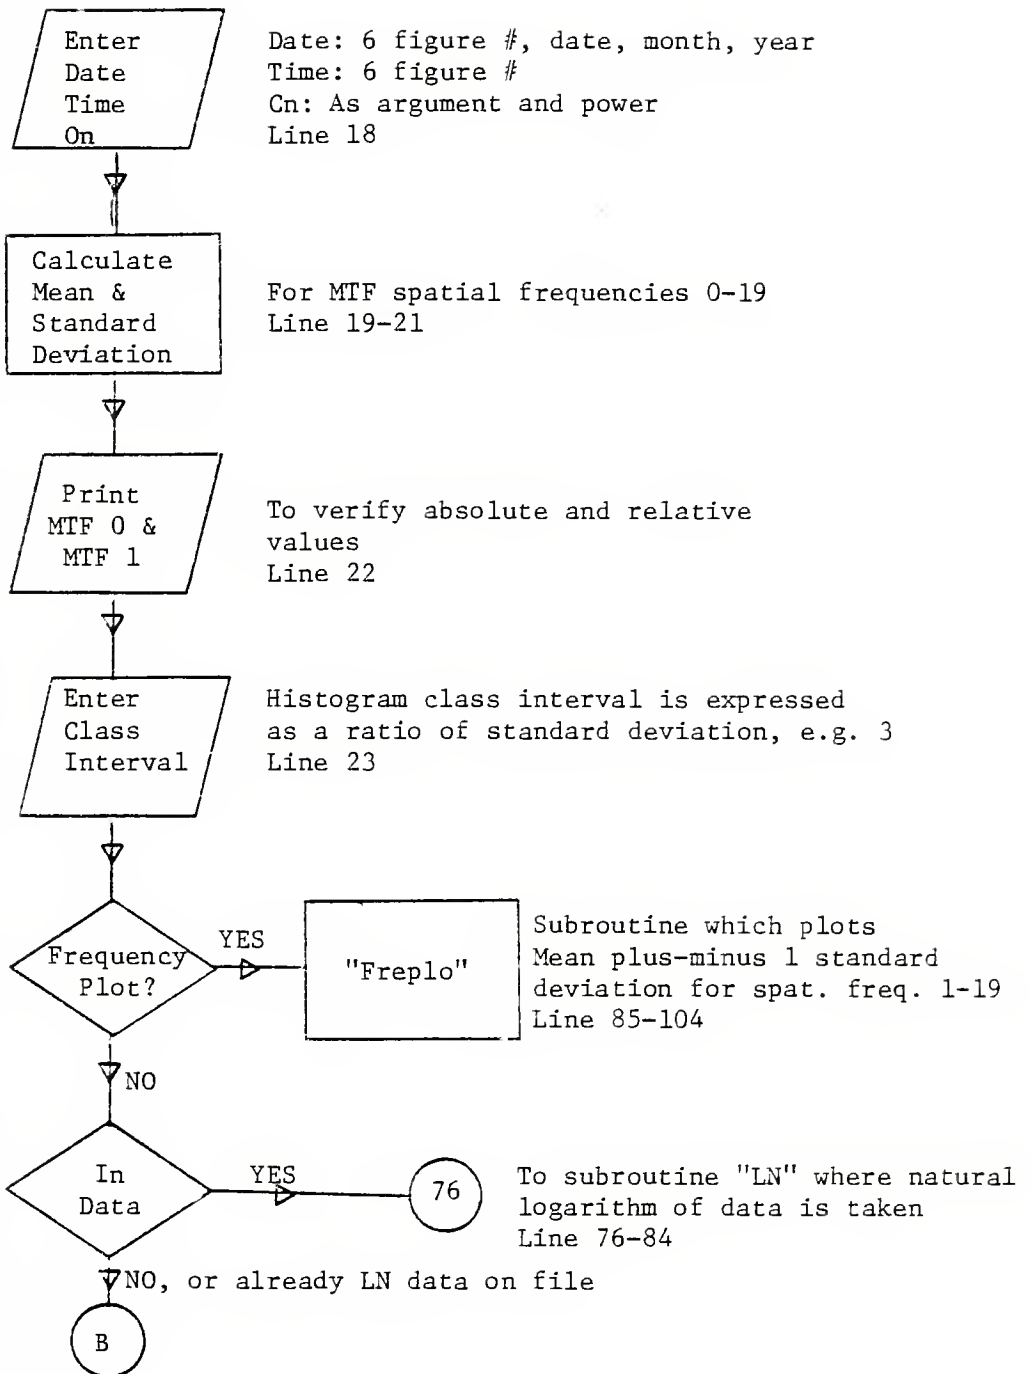 Enter
Date
Time
On
Date: 6 figure #, date, month, year
Time: 6 figure #
Cn: As argument and power
Line 18
Calculate
Mean &
Standard
Deviation
For MTF spatial frequencies 0-19
Line 19-21
Print
MTF 0 &
MTF 1
To verify absolute and relative
values
Line 22
Enter
Class
Interval
Histogram class interval is expressed
as a ratio of standard deviation, e.g. 3
Line 23
Frequency
Plot?
YES
"Freplo"
Subroutine which plots
Mean plus-minus 1 standard
deviation for spat. freq. 1-19
Line 85-104
NO
In
Data
YES
76
To subroutine "LN" where natural
logarithm of data is taken
Line 76-84
NO, or already LN data on file
B